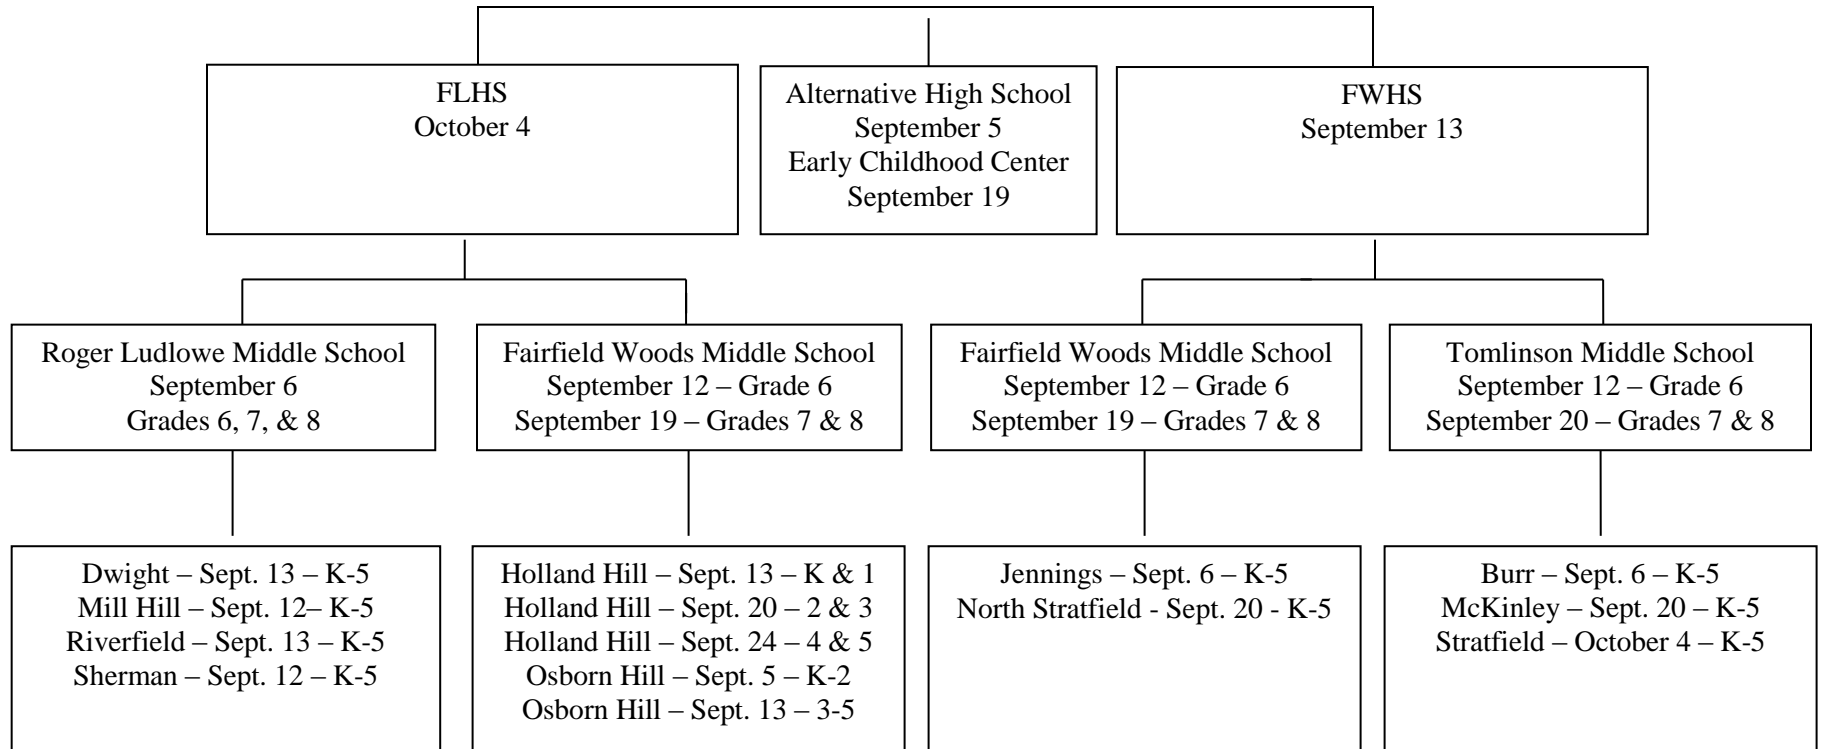 FLHS
October 4
Alternative High School
September 5
Early Childhood Center
September 19
FWHS
September 13
Roger Ludlowe Middle School
September 6
Grades 6, 7, & 8
Fairfield Woods Middle School
September 12 – Grade 6
September 19 – Grades 7 & 8
Fairfield Woods Middle School
September 12 – Grade 6
September 19 – Grades 7 & 8
Tomlinson Middle School
September 12 – Grade 6
September 20 – Grades 7 & 8
Dwight – Sept. 13 – K-5
Mill Hill – Sept. 12– K-5
Riverfield – Sept. 13 – K-5
Sherman – Sept. 12 – K-5
Holland Hill – Sept. 13 – K & 1
Holland Hill – Sept. 20 – 2 & 3
Holland Hill – Sept. 24 – 4 & 5
Osborn Hill – Sept. 5 – K-2
Osborn Hill – Sept. 13 – 3-5
Jennings – Sept. 6 – K-5
North Stratfield - Sept. 20 - K-5
Burr – Sept. 6 – K-5
McKinley – Sept. 20 – K-5
Stratfield – October 4 – K-5